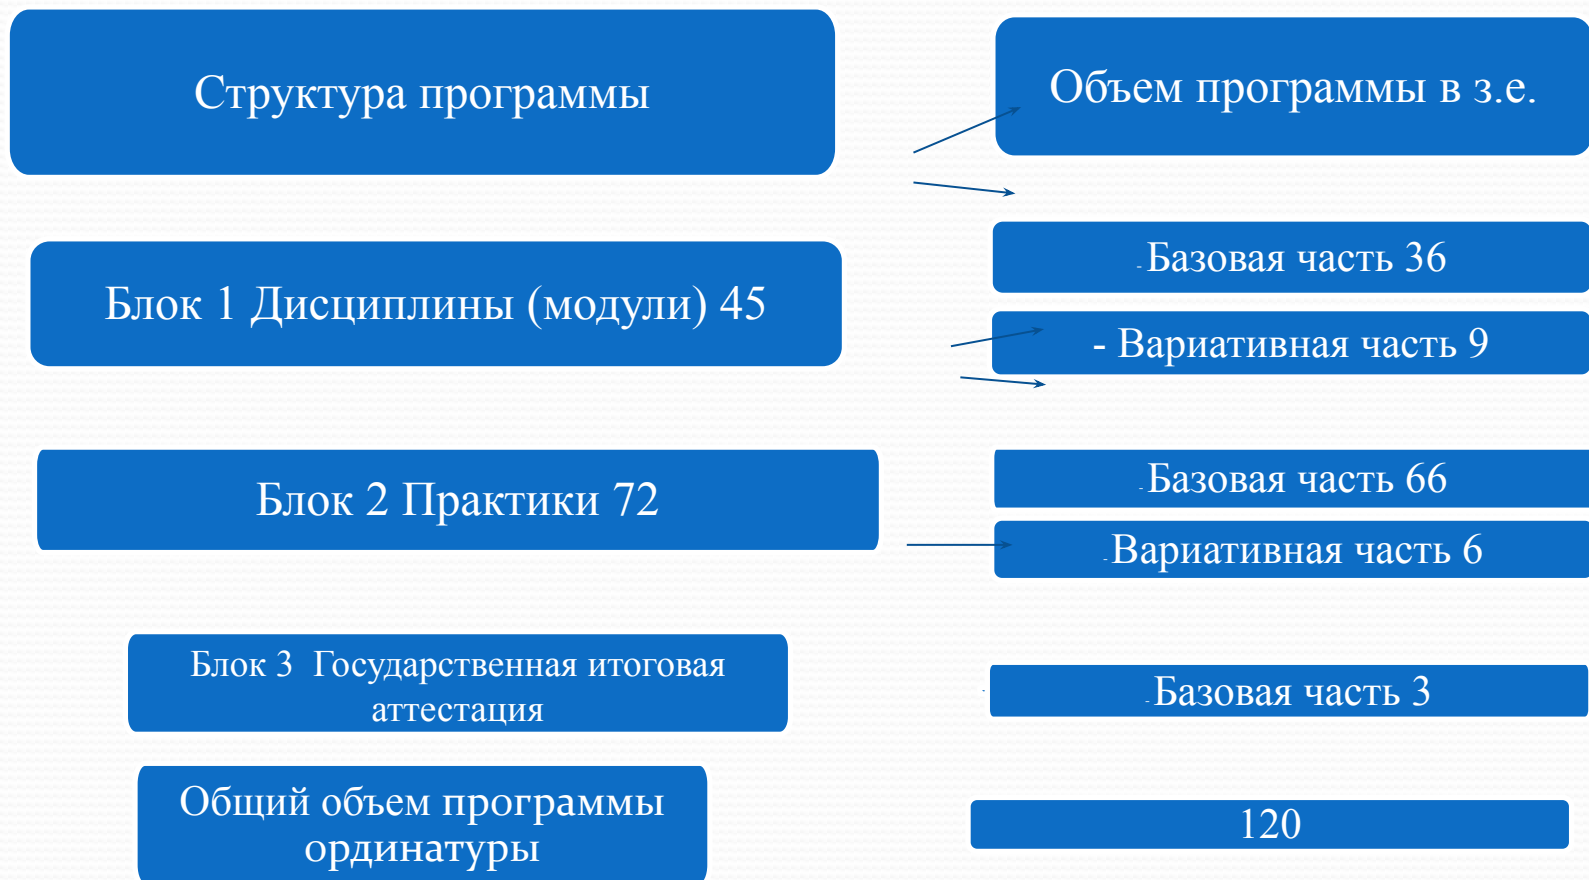 Структура программы
Объем программы в з.е.
Блок 1 Дисциплины (модули) 45
- Базовая часть 36
- Вариативная часть 9
Блок 2 Практики 72
- Базовая часть 66
- Вариативная часть 6
Блок 3 Государственная итоговая
аттестация
- Базовая часть 3
Общий объем программы
ординатуры
120